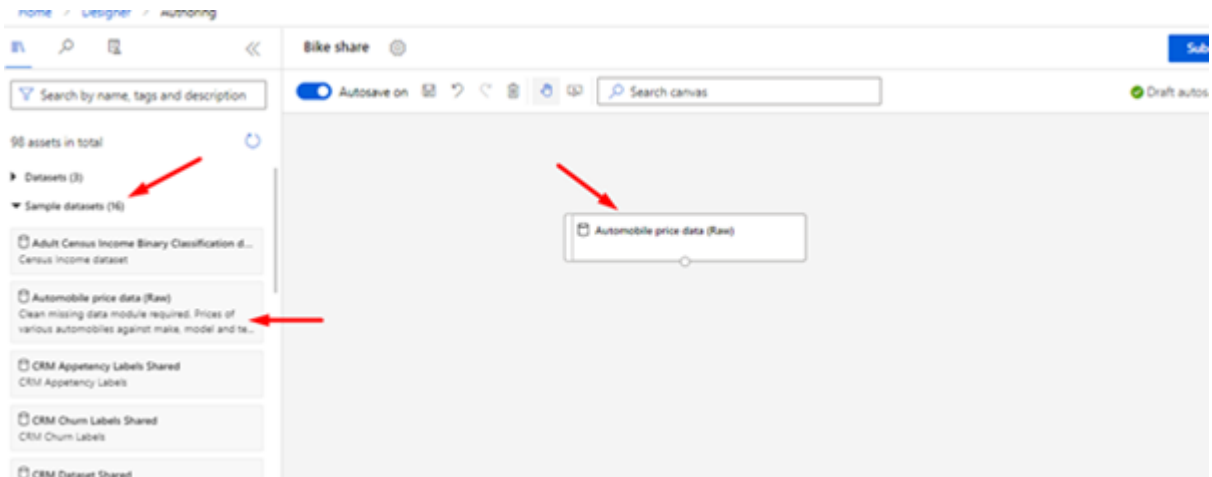 Home > Designer > Authoring
Bike share
Sub
Search by name, tags and description
Autosave on
Search canvas
Draft autos
98 assets in total
Datasets (3)
Sample datasets (16)
Adult Census Income Binary Classification d...
Census Income dataset
Automobile price data (Raw)
Clean missing data module required. Prices of
various automobiles against make, model and te...
CRM Appetency Labels Shared
CRM Appetency Labels
CRM Churn Labels Shared
CRM Churn Labels
CRM Dataset Shared
Automobile price data (Raw)